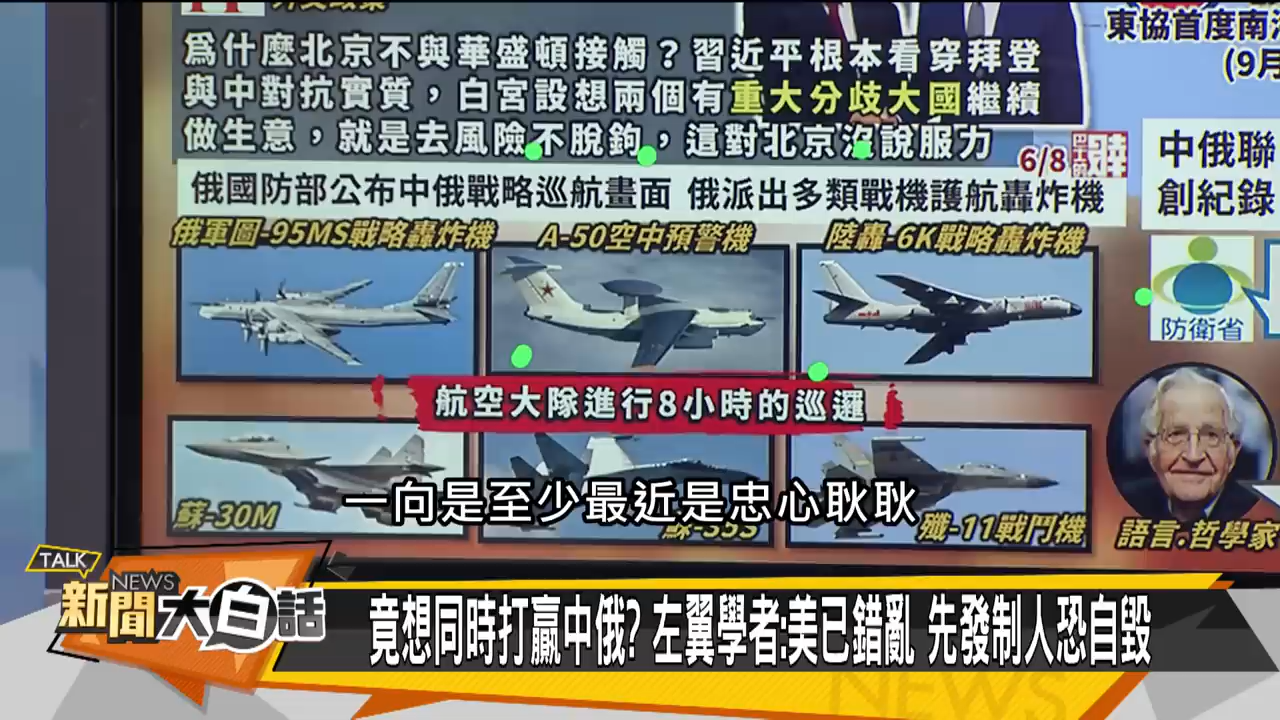 為什麼北京不與華盛頓接觸？習近平根本看穿拜登
與中對抗實質，白宮設想兩個有重大分歧大國繼續
做生意，就是去風險不脫鉤，這對北京沒說服力
6/8
東協首度南
(9月
俄國防部公布中俄戰略巡航畫面 俄派出多類戰機護航轟炸機
中俄聯
創紀錄
俄軍圖-95MS戰略轟炸機
A-50空中預警機
陸轟-6K戰略轟炸機
防衛省
航空大隊進行8小時的巡邏
蘇-30M
蘇-35S
殲-11戰鬥機
語言.哲學家
一向是至少最近是忠心耿耿
TALK
NEWS
新聞大白話
竟想同時打贏中俄? 左翼學者:美已錯亂 先發制人恐自毀
NEWS